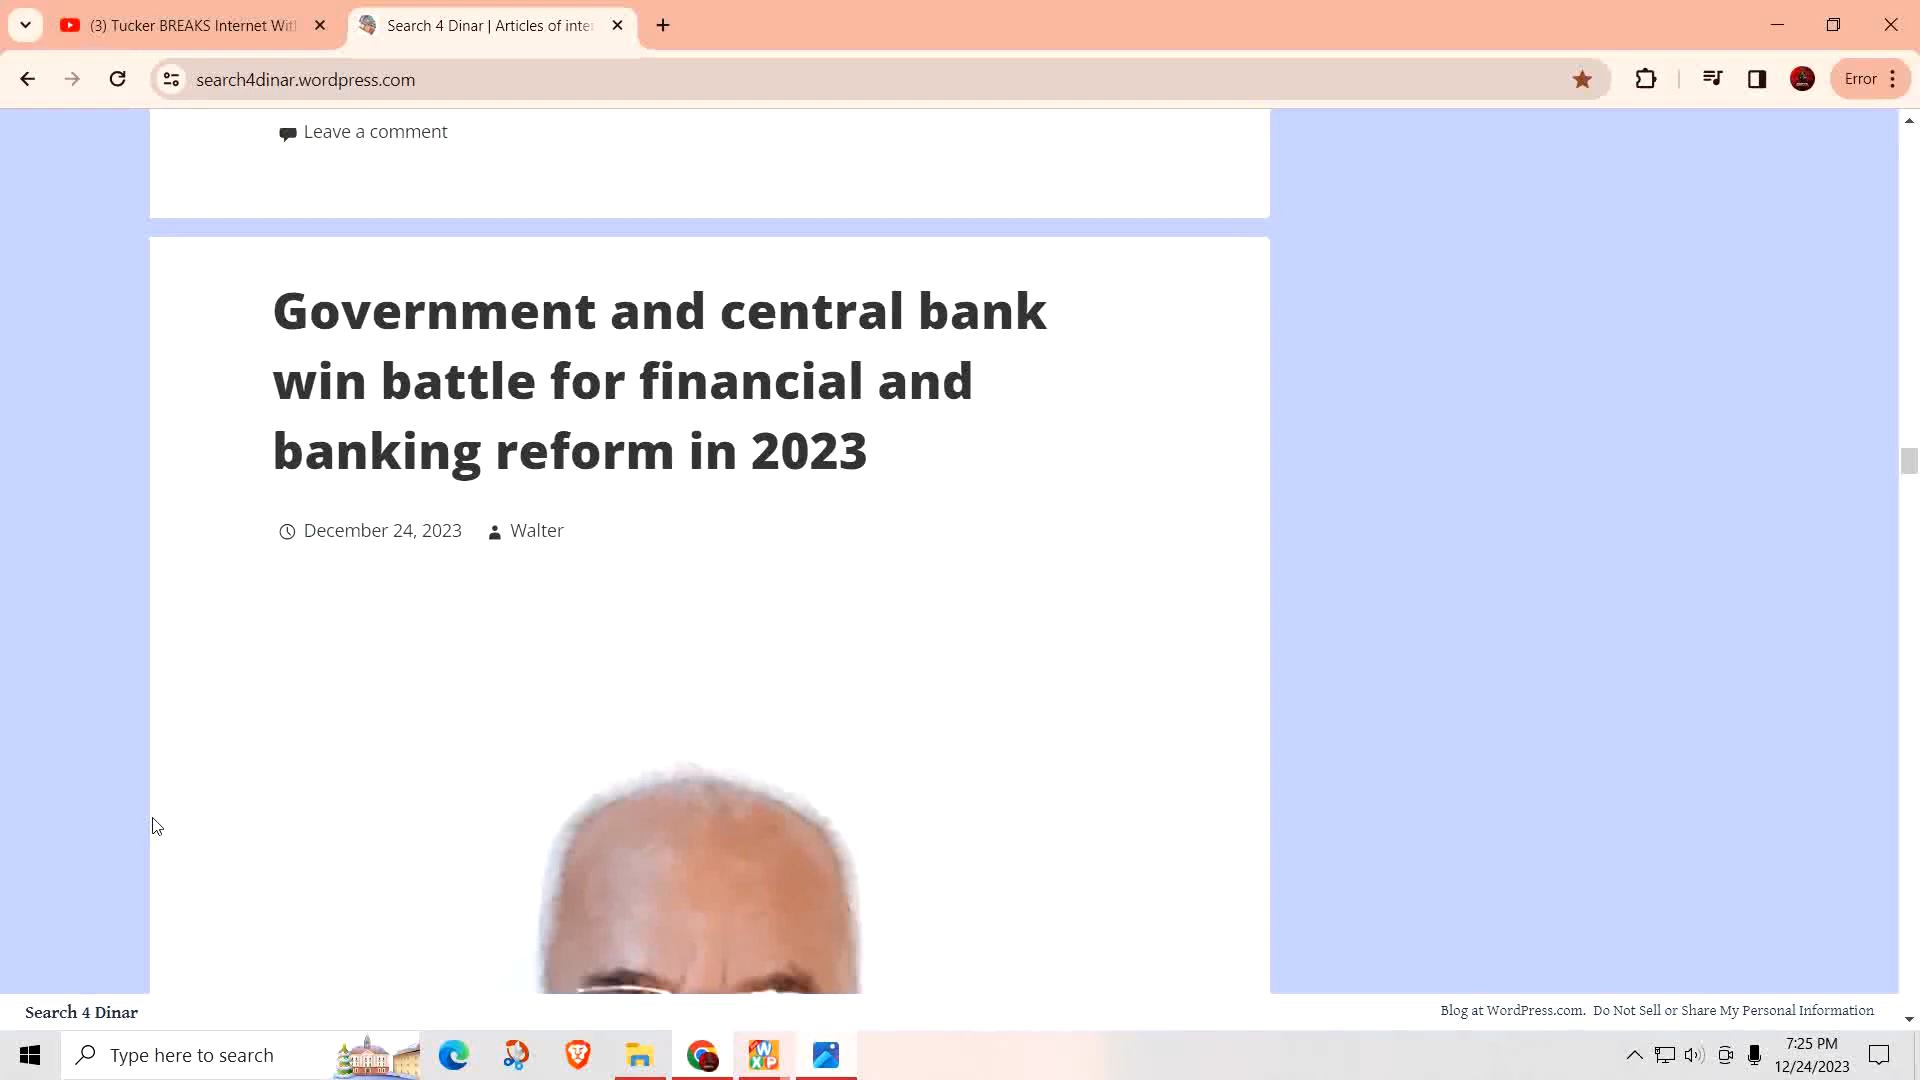 (3) Tucker BREAKS Internet Wit
Search 4 Dinar | Articles of inte
search4dinar.wordpress.com
Error
Leave a comment
Government and central bank
win battle for financial and
banking reform in 2023
December 24, 2023 Walter
Search 4 Dinar
Blog at WordPress.com. Do Not Sell or Share My Personal Information
Type here to search
W
XP
7:25 PM
12/24/2023